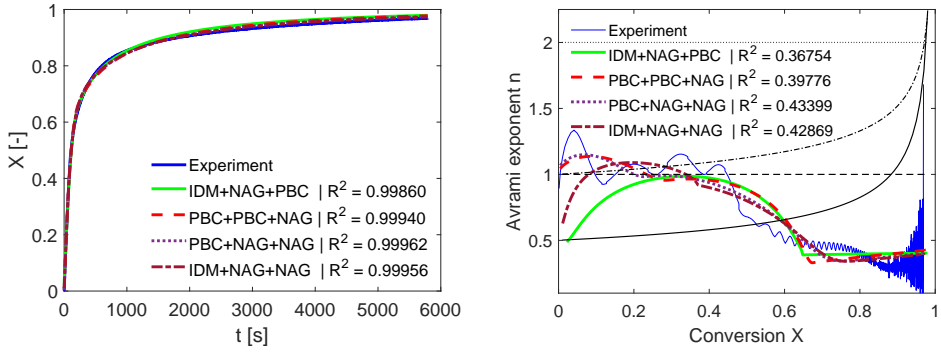 1
0.8
0.6
0.4
0.2
0
X [-]
Experiment
IDM+NAG+PBC | R² = 0.99860
PBC+PBC+NAG | R² = 0.99940
PBC+NAG+NAG | R² = 0.99962
IDM+NAG+NAG | R² = 0.99956
0 1000 2000 3000 4000 5000 6000
t [s]
2
1.5
1
0.5
Avrami exponent n
Experiment
IDM+NAG+PBC | R² = 0.36754
PBC+PBC+NAG | R² = 0.39776
PBC+NAG+NAG | R² = 0.43399
IDM+NAG+NAG | R² = 0.42869
0 0.2 0.4 0.6 0.8 1
Conversion X